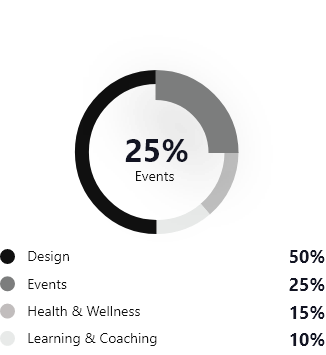 25%
Events
Design 50%
Events 25%
Health & Wellness 15%
Learning & Coaching 10%